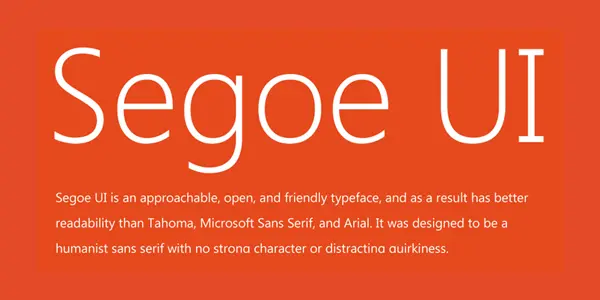 Segoe UI
Segoe UI is an approachable, open, and friendly typeface, and as a result has better
readability than Tahoma, Microsoft Sans Serif, and Arial. It was designed to be a
humanist sans serif with no strong character or distracting quirkiness.